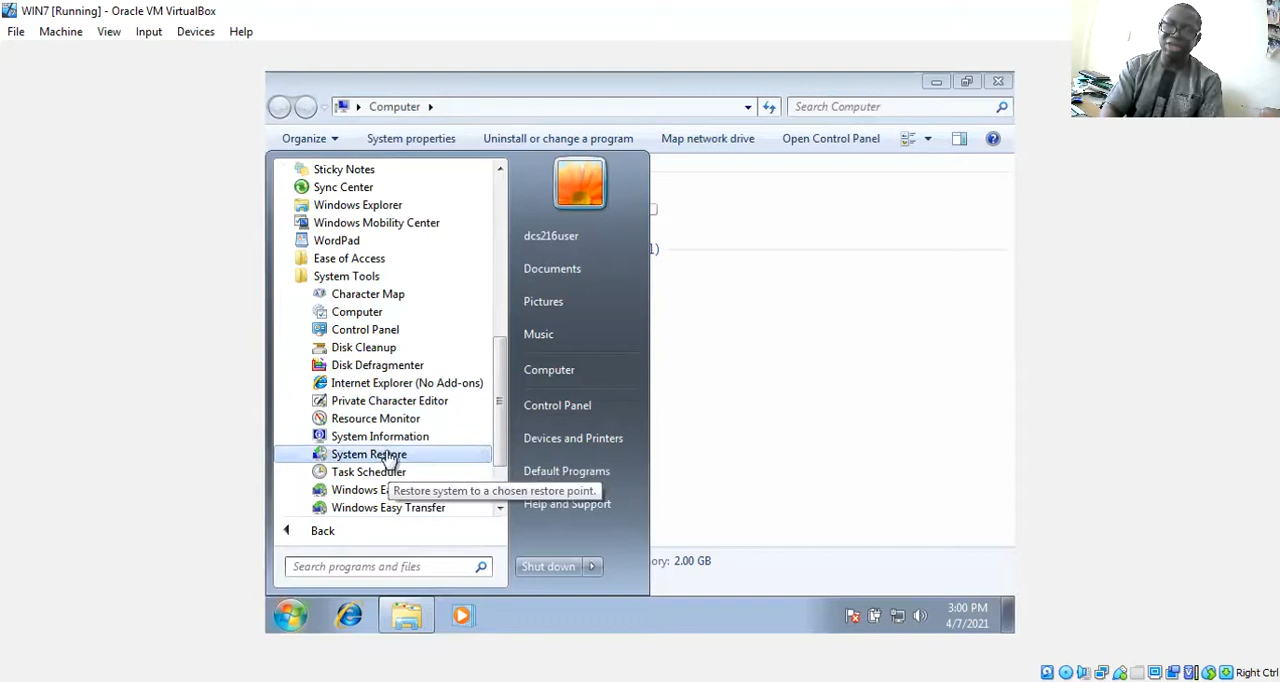 WIN7 [Running] - Oracle VM VirtualBox
File Machine View Input Devices Help
Computer
Search Computer
Organize System properties Uninstall or change a program Map network drive Open Control Panel
Sticky Notes
Sync Center
Windows Explorer
Windows Mobility Center
WordPad
Ease of Access
System Tools
Character Map
Computer
Control Panel
Disk Cleanup
Disk Defragmenter
Internet Explorer (No Add-ons)
Private Character Editor
Resource Monitor
System Information
System Restore
Task Scheduler
Windows
Restore system to a chosen restore point.
Windows Easy Transfer
Back
Search programs and files
dcs216user
Documents
Pictures
Music
Computer
Control Panel
Devices and Printers
Default Programs
Help and Support
Shut down
1)
ory: 2.00 GB
3:00 PM
4/7/2021
Right Ctrl